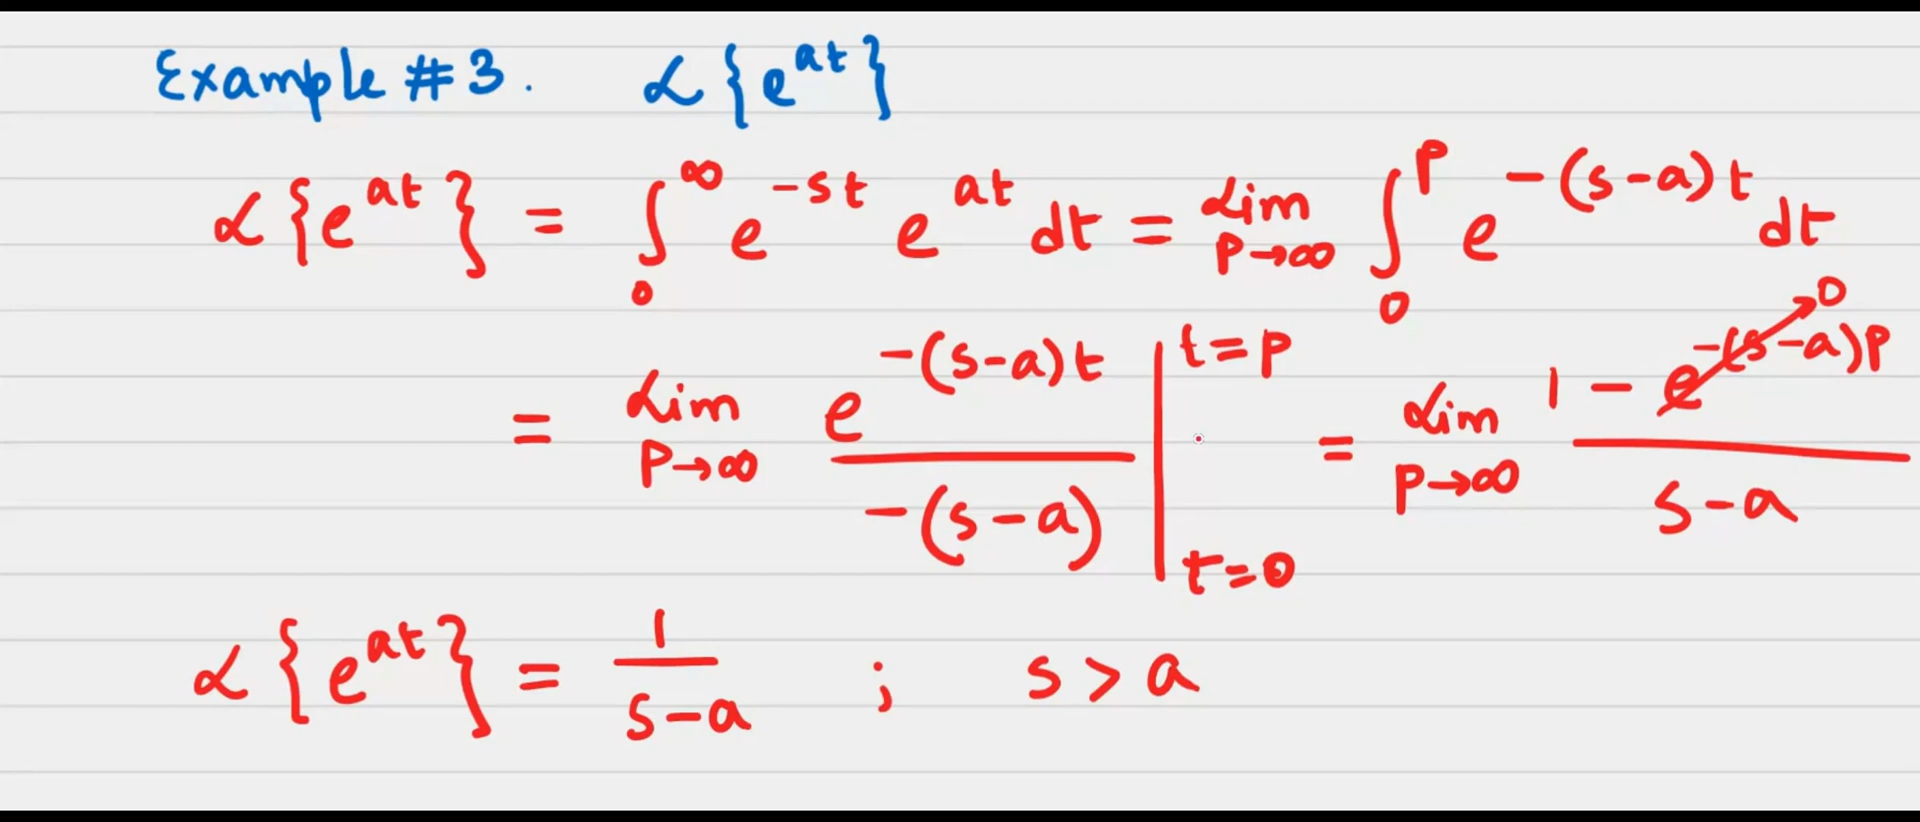 Example #3. ℒ{e^{at}}
ℒ{e^{at}} = ∫_0^∞ e^{-st} e^{at} dt = Lim_{P→∞} ∫_0^P e^{-(s-a)t} dt
= Lim_{P→∞} e^{-(s-a)t} / -(s-a) |_{t=0}^{t=P} = Lim_{P→∞} (1 - e^{-(s-a)P} → 0) / (s-a)
ℒ{e^{at}} = 1/(s-a) ; s > a